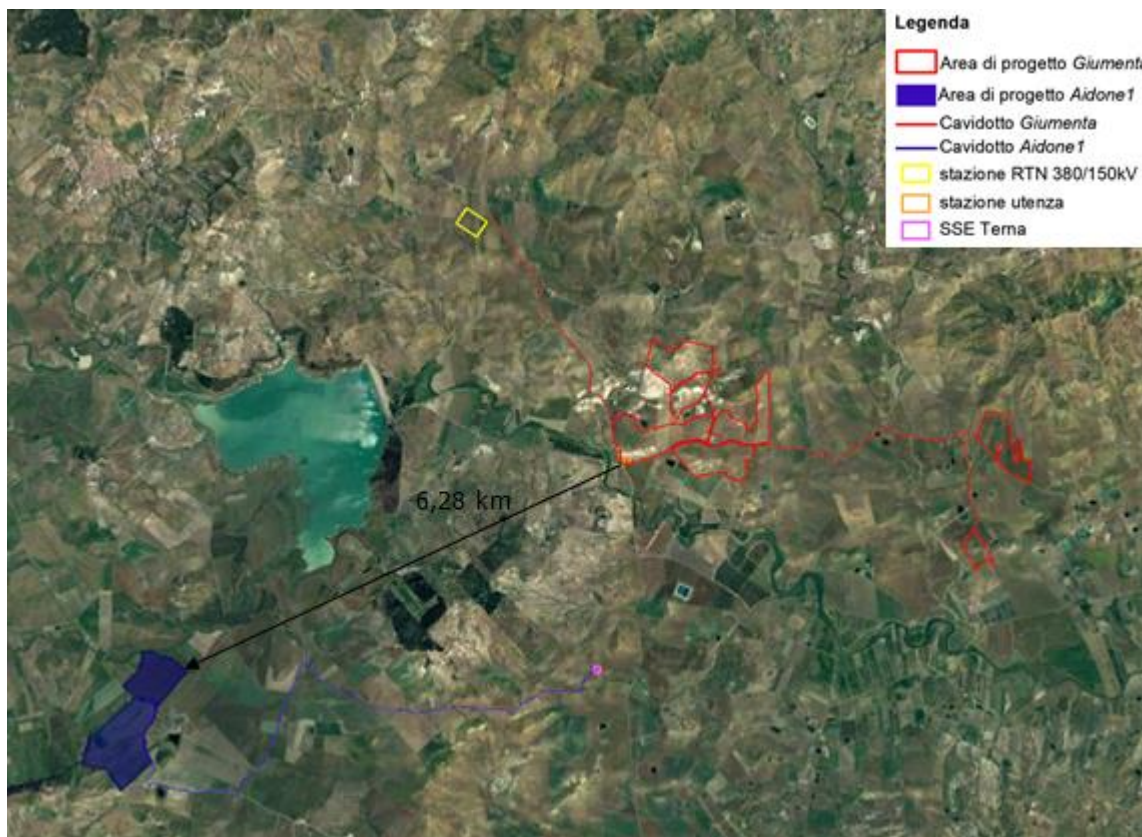 Legenda
Area di progetto Giumenta
Area di progetto Aidone1
Cavidotto Giumenta
Cavidotto Aidone1
stazione RTN 380/150kV
stazione utenza
SSE Terna
6,28 km